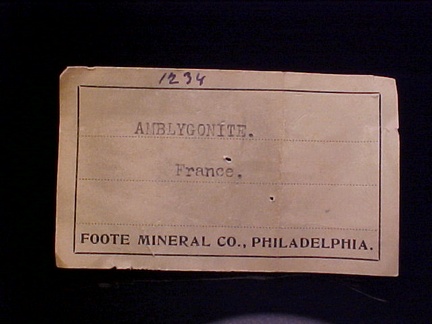 1234
AMBLYGONITE.
France.
FOOTE MINERAL CO., PHILADELPHIA.